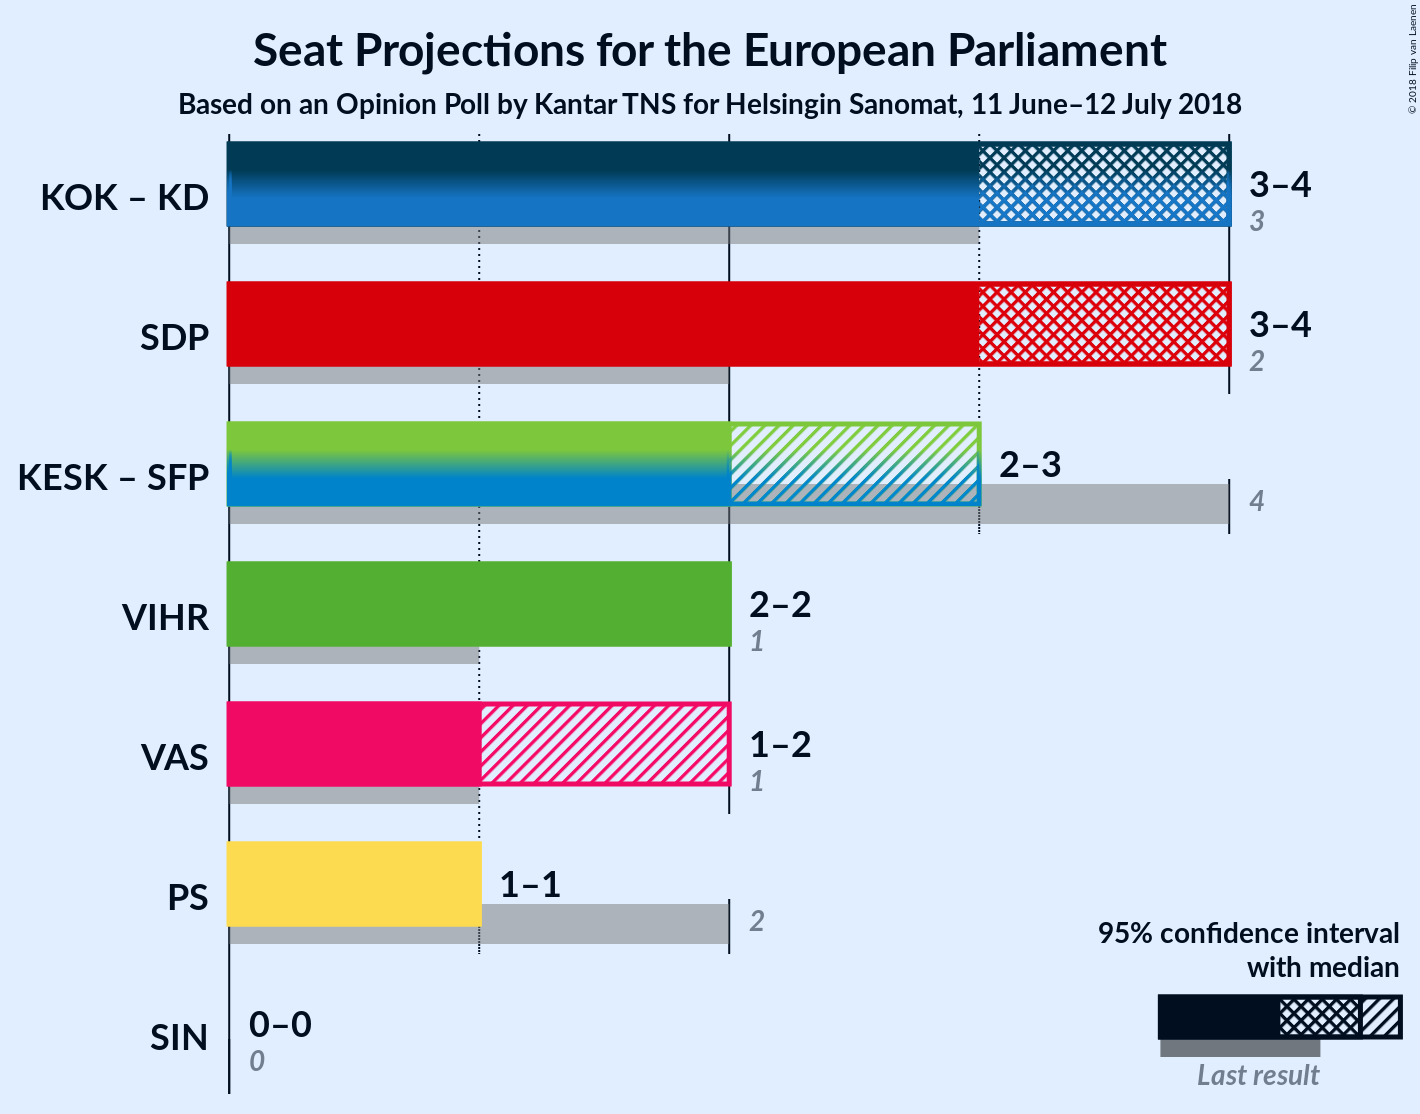 Seat Projections for the European Parliament
Based on an Opinion Poll by Kantar TNS for Helsingin Sanomat, 11 June–12 July 2018
© 2018 Filip van Laenen
KOK – KD
3–4
3
SDP
3–4
2
KESK – SFP
2–3
4
VIHR
2–2
1
VAS
1–2
1
PS
1–1
2
SIN
0–0
0
95% confidence interval
with median
Last result